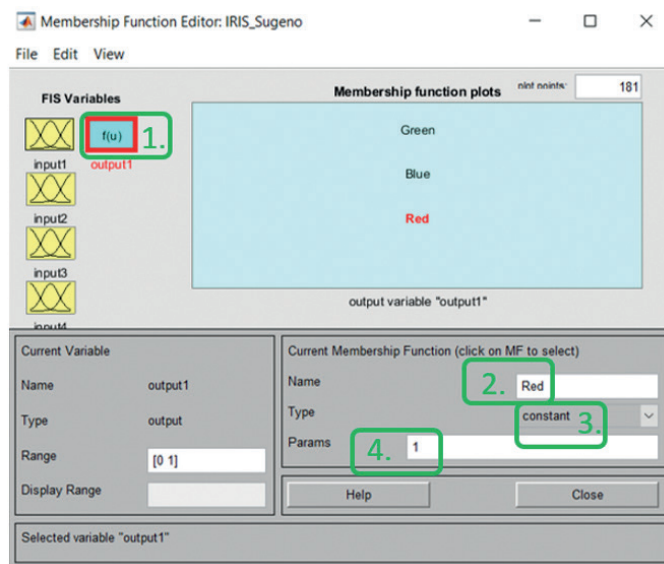 Membership Function Editor: IRIS_Sugeno
File Edit View
FIS Variables
Membership function plots
plot points:
181
f(u)
1.
input1
output1
input2
input3
input4
Green
Blue
Red
output variable "output1"
Current Variable
Name output1
Type output
Range [0 1]
Display Range
Current Membership Function (click on MF to select)
Name 2. Red
Type constant 3.
Params 4. 1
Help
Close
Selected variable "output1"